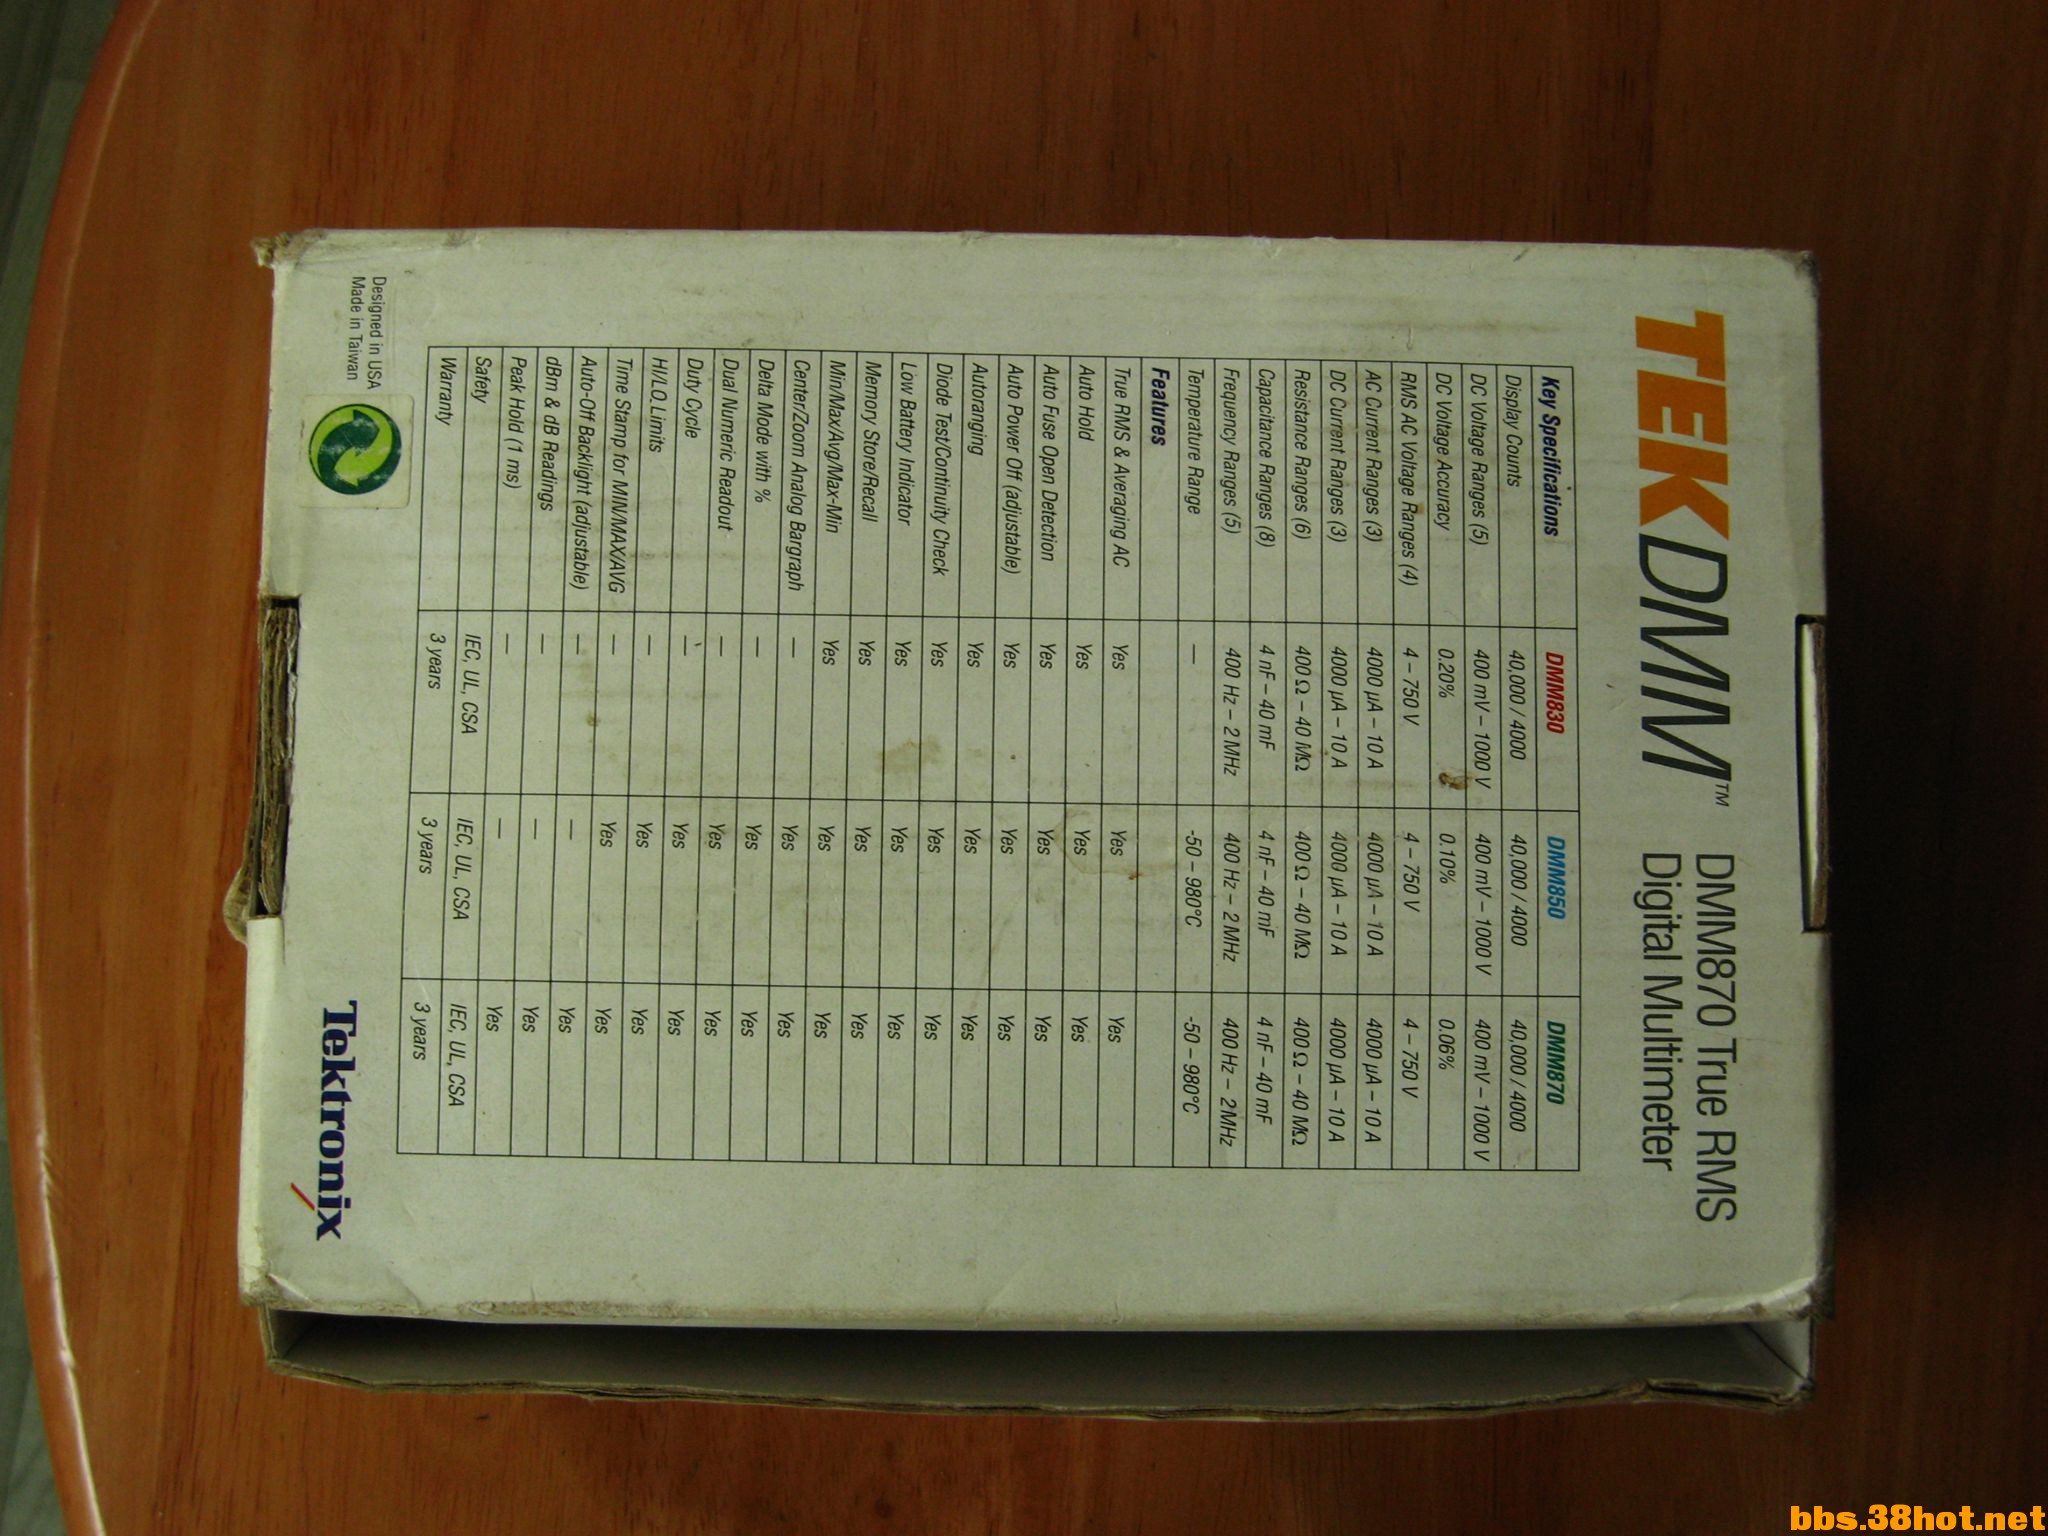 TEKDMM™ DMM870 True RMS
Digital Multimeter
Key Specifications DMM830 DMM850 DMM870
Display Counts 40,000 / 4000 40,000 / 4000 40,000 / 4000
DC Voltage Ranges (5) 400 mV – 1000 V 400 mV – 1000 V 400 mV – 1000 V
DC Voltage Accuracy 0.20% 0.10% 0.06%
RMS AC Voltage Ranges (4) 4 – 750 V 4 – 750 V 4 – 750 V
AC Current Ranges (3) 4000 µA – 10 A 4000 µA – 10 A 4000 µA – 10 A
DC Current Ranges (3) 4000 µA – 10 A 4000 µA – 10 A 4000 µA – 10 A
Resistance Ranges (6) 400 Ω – 40 MΩ 400 Ω – 40 MΩ 400 Ω – 40 MΩ
Capacitance Ranges (8) 4 nF – 40 mF 4 nF – 40 mF 4 nF – 40 mF
Frequency Ranges (5) 400 Hz – 2 MHz 400 Hz – 2MHz 400 Hz – 2MHz
Temperature Range — -50 – 980°C -50 – 980°C
Features
True RMS & Averaging AC Yes Yes Yes
Auto Hold Yes Yes Yes
Auto Fuse Open Detection Yes Yes Yes
Auto Power Off (adjustable) Yes Yes Yes
Autoranging Yes Yes Yes
Diode Test/Continuity Check Yes Yes Yes
Low Battery Indicator Yes Yes Yes
Memory Store/Recall Yes Yes Yes
Min/Max/Avg/Max-Min Yes Yes Yes
Center/Zoom Analog Bargraph — Yes Yes
Delta Mode with % — Yes Yes
Dual Numeric Readout — Yes Yes
Duty Cycle — Yes Yes
HI/LO Limits — Yes Yes
Time Stamp for MIN/MAX/AVG — Yes Yes
Auto-Off Backlight (adjustable) — — Yes
dBm & dB Readings — — Yes
Peak Hold (1 ms) — — Yes
Safety IEC, UL, CSA IEC, UL, CSA IEC, UL, CSA
Warranty 3 years 3 years 3 years
Designed in USA
Made in Taiwan
Tektronix
bbs.38hot.net